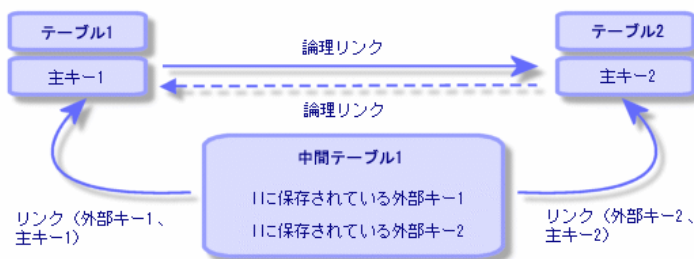 テーブル1
テーブル2
論理リンク
主キー1
主キー2
論理リンク
中間テーブル1
IIに保存されている外部キー1
IIに保存されている外部キー2
リンク（外部キー1、
主キー1）
リンク（外部キー2、
主キー2）